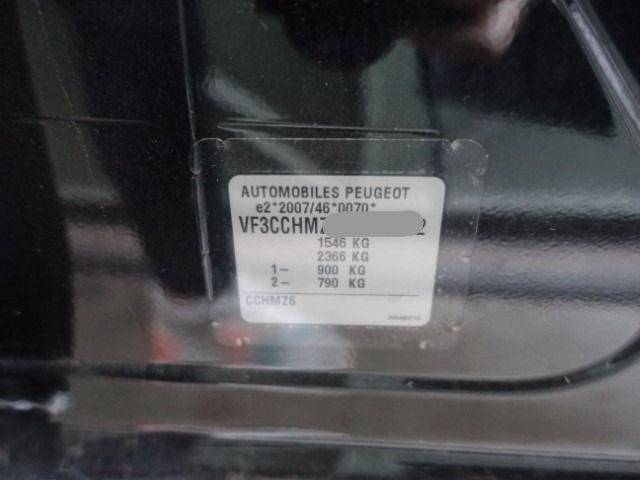 AUTOMOBILES PEUGEOT
e2*2007/46*0070*
VF3CCHMZ 2
1546 KG
2366 KG
1- 900 KG
2- 790 KG
CCHMZ6